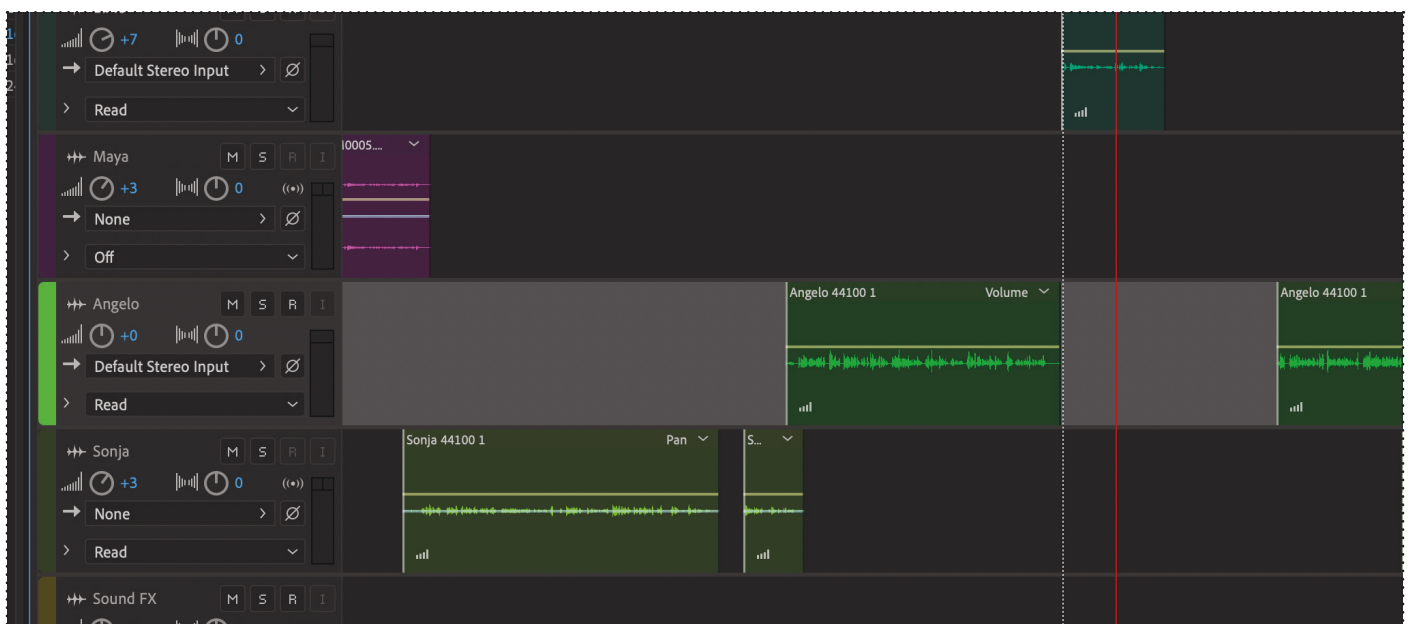 +7 0
Default Stereo Input
Read
Maya M S R I
+3 0
None
Off
I0005....
Angelo M S R I
+0 0
Default Stereo Input
Read
Angelo 44100 1 Volume
Angelo 44100 1
Sonja M S R I
+3 0
None
Read
Sonja 44100 1 Pan
S...
Sound FX M S R I